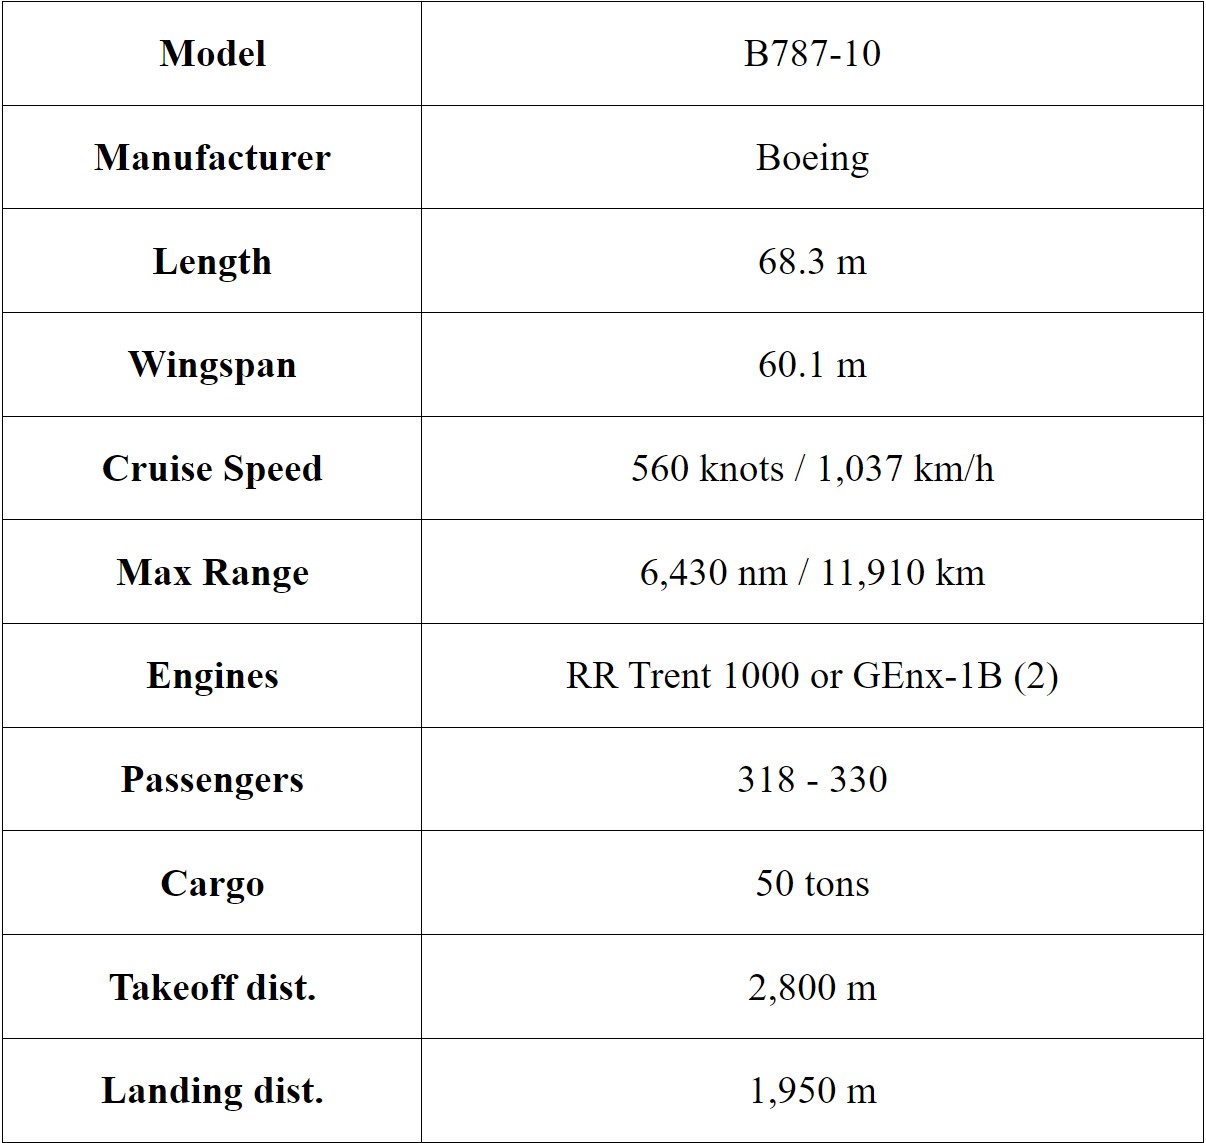 Model B787-10
Manufacturer Boeing
Length 68.3 m
Wingspan 60.1 m
Cruise Speed 560 knots / 1,037 km/h
Max Range 6,430 nm / 11,910 km
Engines RR Trent 1000 or GEnx-1B (2)
Passengers 318 - 330
Cargo 50 tons
Takeoff dist. 2,800 m
Landing dist. 1,950 m